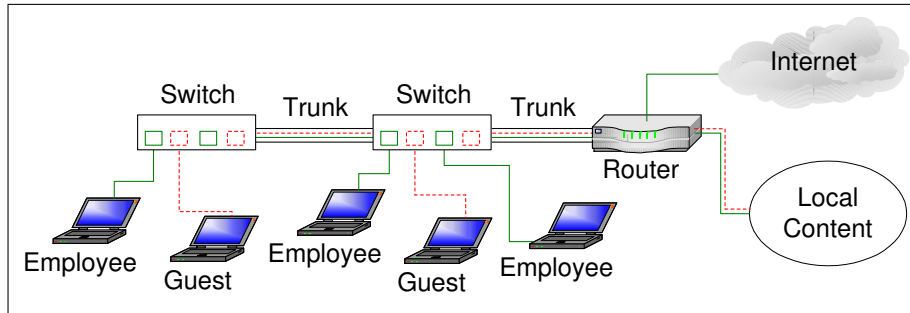 Internet
Switch
Trunk
Switch
Trunk
Router
Local
Content
Employee
Guest
Employee
Guest
Employee